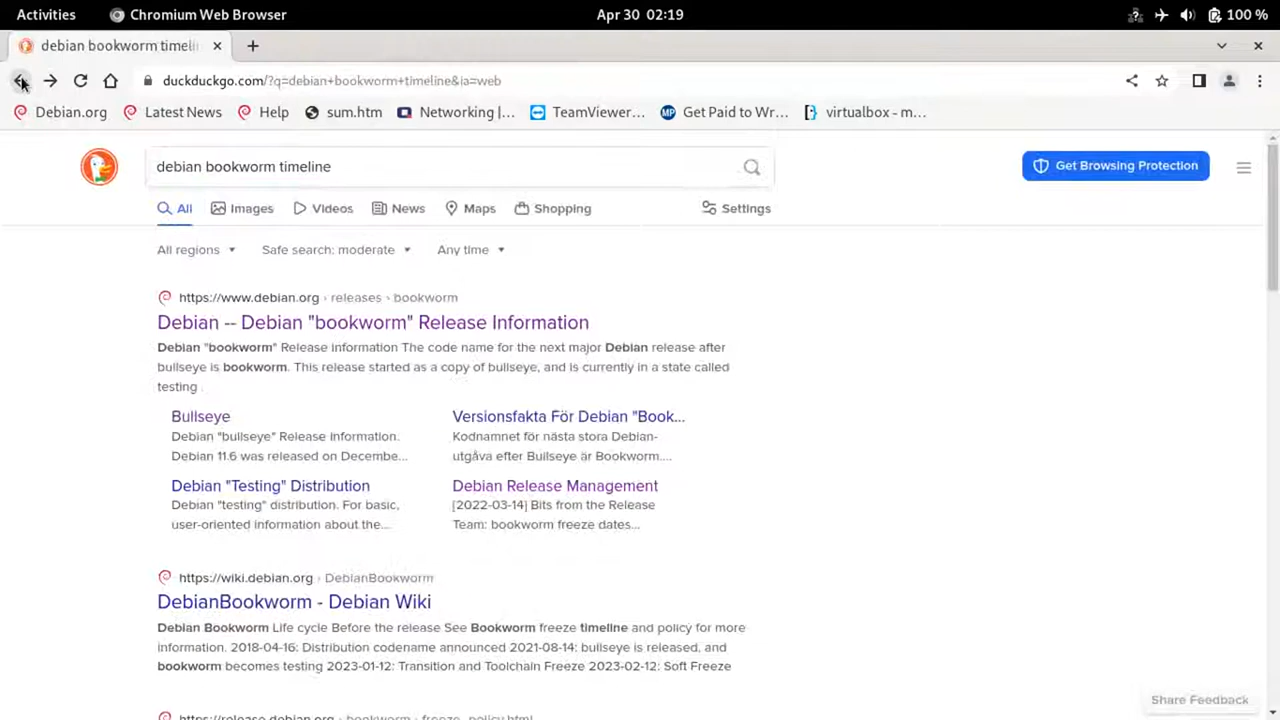 Activities Chromium Web Browser Apr 30 02:19 100 %
debian bookworm timeli
duckduckgo.com/?q=debian+bookworm+timeline&ia=web
Debian.org Latest News Help sum.htm Networking |... TeamViewer... Get Paid to Wr... virtualbox - m...
debian bookworm timeline
Get Browsing Protection
All Images Videos News Maps Shopping Settings
All regions Safe search: moderate Any time
https://www.debian.org › releases › bookworm
Debian -- Debian "bookworm" Release Information
Debian "bookworm" Release information The code name for the next major Debian release after
bullseye is bookworm. This release started as a copy of bullseye, and is currently in a state called
testing .
Bullseye
Debian "bullseye" Release Information.
Debian 11.6 was released on Decembe...
Versionsfakta För Debian "Book...
Kodnamnet för nästa stora Debian-
utgåva efter Bullseye är Bookworm....
Debian "Testing" Distribution
Debian "testing" distribution. For basic,
user-oriented information about the...
Debian Release Management
[2022-03-14] Bits from the Release
Team: bookworm freeze dates...
https://wiki.debian.org › DebianBookworm
DebianBookworm - Debian Wiki
Debian Bookworm Life cycle Before the release See Bookworm freeze timeline and policy for more
information. 2018-04-16: Distribution codename announced 2021-08-14: bullseye is released, and
bookworm becomes testing 2023-01-12: Transition and Toolchain Freeze 2023-02-12: Soft Freeze
https://release.debian.org › bookworm › freeze_policy.html
Share Feedback